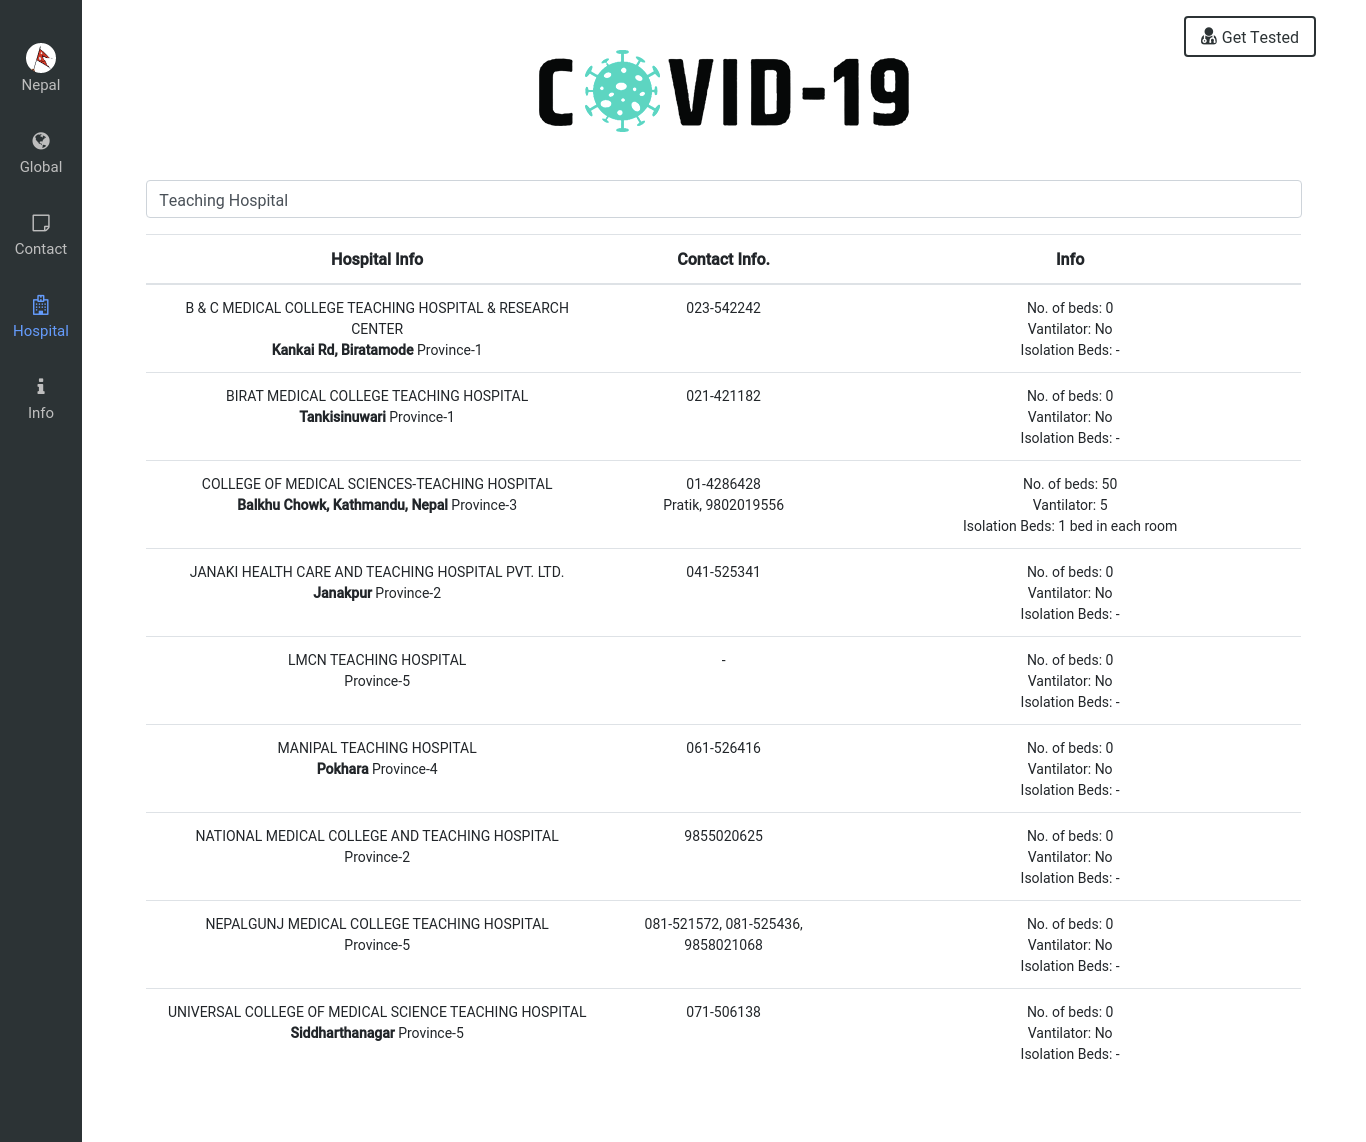 Nepal
Global
Contact
Hospital
Info
Get Tested
COVID-19
Teaching Hospital
Hospital Info Contact Info. Info
B & C MEDICAL COLLEGE TEACHING HOSPITAL & RESEARCH 023-542242 No. of beds: 0
CENTER Vantilator: No
Kankai Rd, Biratamode Province-1 Isolation Beds: -
BIRAT MEDICAL COLLEGE TEACHING HOSPITAL 021-421182 No. of beds: 0
Tankisinuwari Province-1 Vantilator: No
Isolation Beds: -
COLLEGE OF MEDICAL SCIENCES-TEACHING HOSPITAL 01-4286428 No. of beds: 50
Balkhu Chowk, Kathmandu, Nepal Province-3 Pratik, 9802019556 Vantilator: 5
Isolation Beds: 1 bed in each room
JANAKI HEALTH CARE AND TEACHING HOSPITAL PVT. LTD. 041-525341 No. of beds: 0
Janakpur Province-2 Vantilator: No
Isolation Beds: -
LMCN TEACHING HOSPITAL - No. of beds: 0
Province-5 Vantilator: No
Isolation Beds: -
MANIPAL TEACHING HOSPITAL 061-526416 No. of beds: 0
Pokhara Province-4 Vantilator: No
Isolation Beds: -
NATIONAL MEDICAL COLLEGE AND TEACHING HOSPITAL 9855020625 No. of beds: 0
Province-2 Vantilator: No
Isolation Beds: -
NEPALGUNJ MEDICAL COLLEGE TEACHING HOSPITAL 081-521572, 081-525436, No. of beds: 0
Province-5 9858021068 Vantilator: No
Isolation Beds: -
UNIVERSAL COLLEGE OF MEDICAL SCIENCE TEACHING HOSPITAL 071-506138 No. of beds: 0
Siddharthanagar Province-5 Vantilator: No
Isolation Beds: -